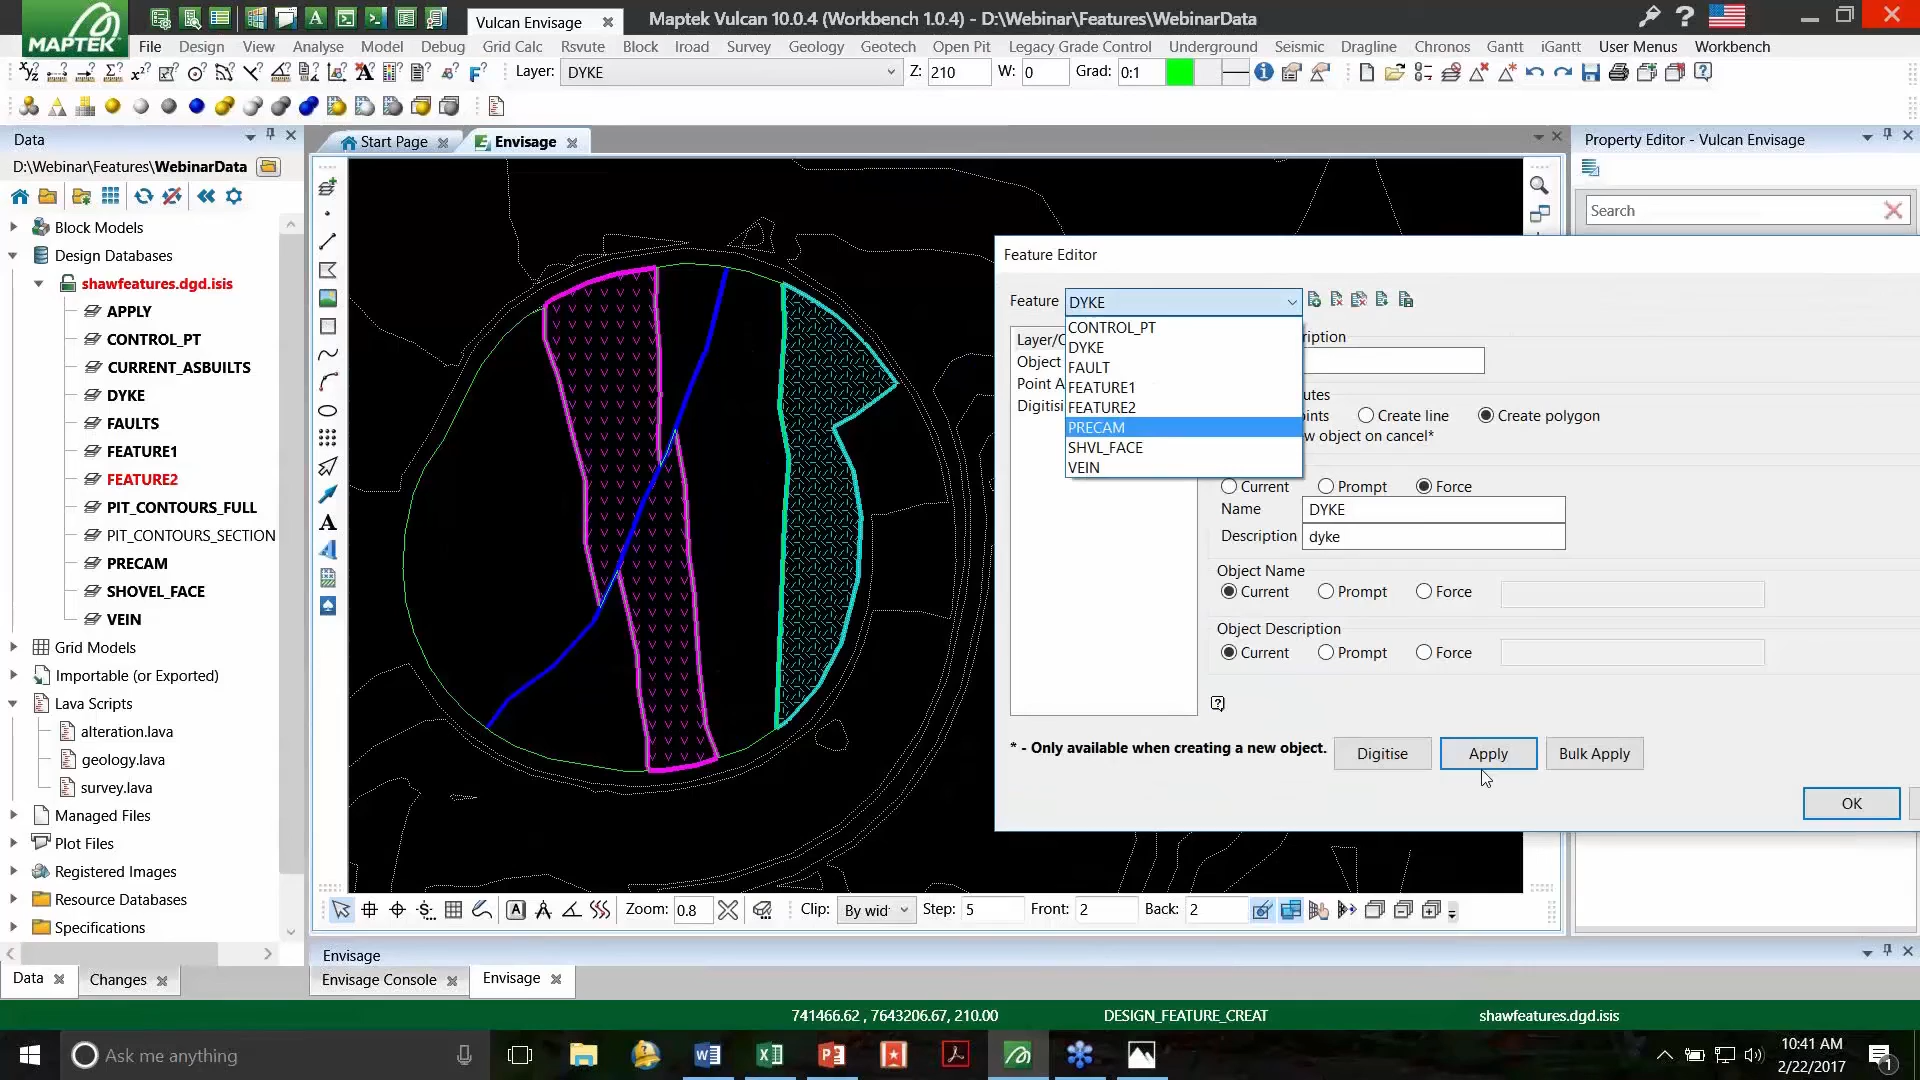 MAPTEK
Vulcan Envisage
Maptek Vulcan 10.0.4 (Workbench 1.0.4) - D:\Webinar\Features\WebinarData
File Design View Analyse Model Debug Grid Calc Rsvute Block Iroad Survey Geology Geotech Open Pit Legacy Grade Control Underground Seismic Dragline Chronos Gantt iGantt User Menus Workbench
Layer: DYKE Z: 210 W: 0 Grad: 0:1
Data
Start Page
Envisage
Property Editor - Vulcan Envisage
D:\Webinar\Features\WebinarData
Search
Block Models
Design Databases
shawfeatures.dgd.isis
APPLY
CONTROL_PT
CURRENT_ASBUILTS
DYKE
FAULTS
FEATURE1
FEATURE2
PIT_CONTOURS_FULL
PIT_CONTOURS_SECTION
PRECAM
SHOVEL_FACE
VEIN
Grid Models
Importable (or Exported)
Lava Scripts
alteration.lava
geology.lava
survey.lava
Managed Files
Plot Files
Registered Images
Resource Databases
Specifications
Feature Editor
Feature DYKE
CONTROL_PT
DYKE
FAULT
FEATURE1
FEATURE2
PRECAM
SHVL_FACE
VEIN
Layer/C
Object
Point A
Digitisi
ription
utes
ints Create line Create polygon
w object on cancel*
Current Prompt Force
Name DYKE
Description dyke
Object Name
Current Prompt Force
Object Description
Current Prompt Force
* - Only available when creating a new object.
Digitise Apply Bulk Apply
OK
Zoom: 0.8 Clip: By wid Step: 5 Front: 2 Back: 2
Envisage
Data Changes
Envisage Console Envisage
741466.62 , 7643206.67, 210.00 DESIGN_FEATURE_CREAT shawfeatures.dgd.isis
Ask me anything
10:41 AM
2/22/2017
1